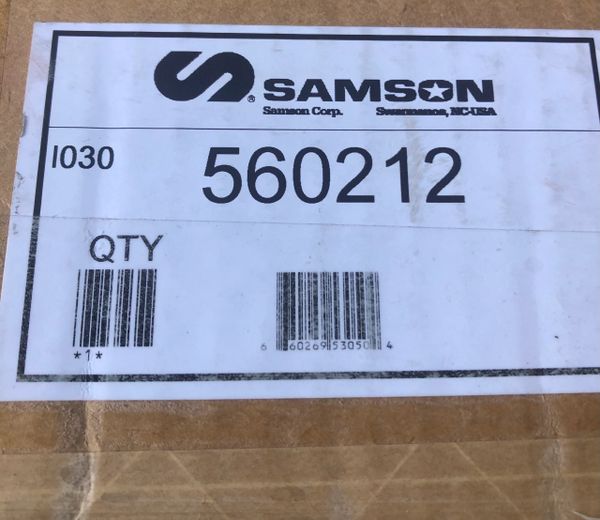 SAMSON
Samson Corp. Swannanoa, NC-USA
I030 560212
QTY
*1*
6 60269 53050 4